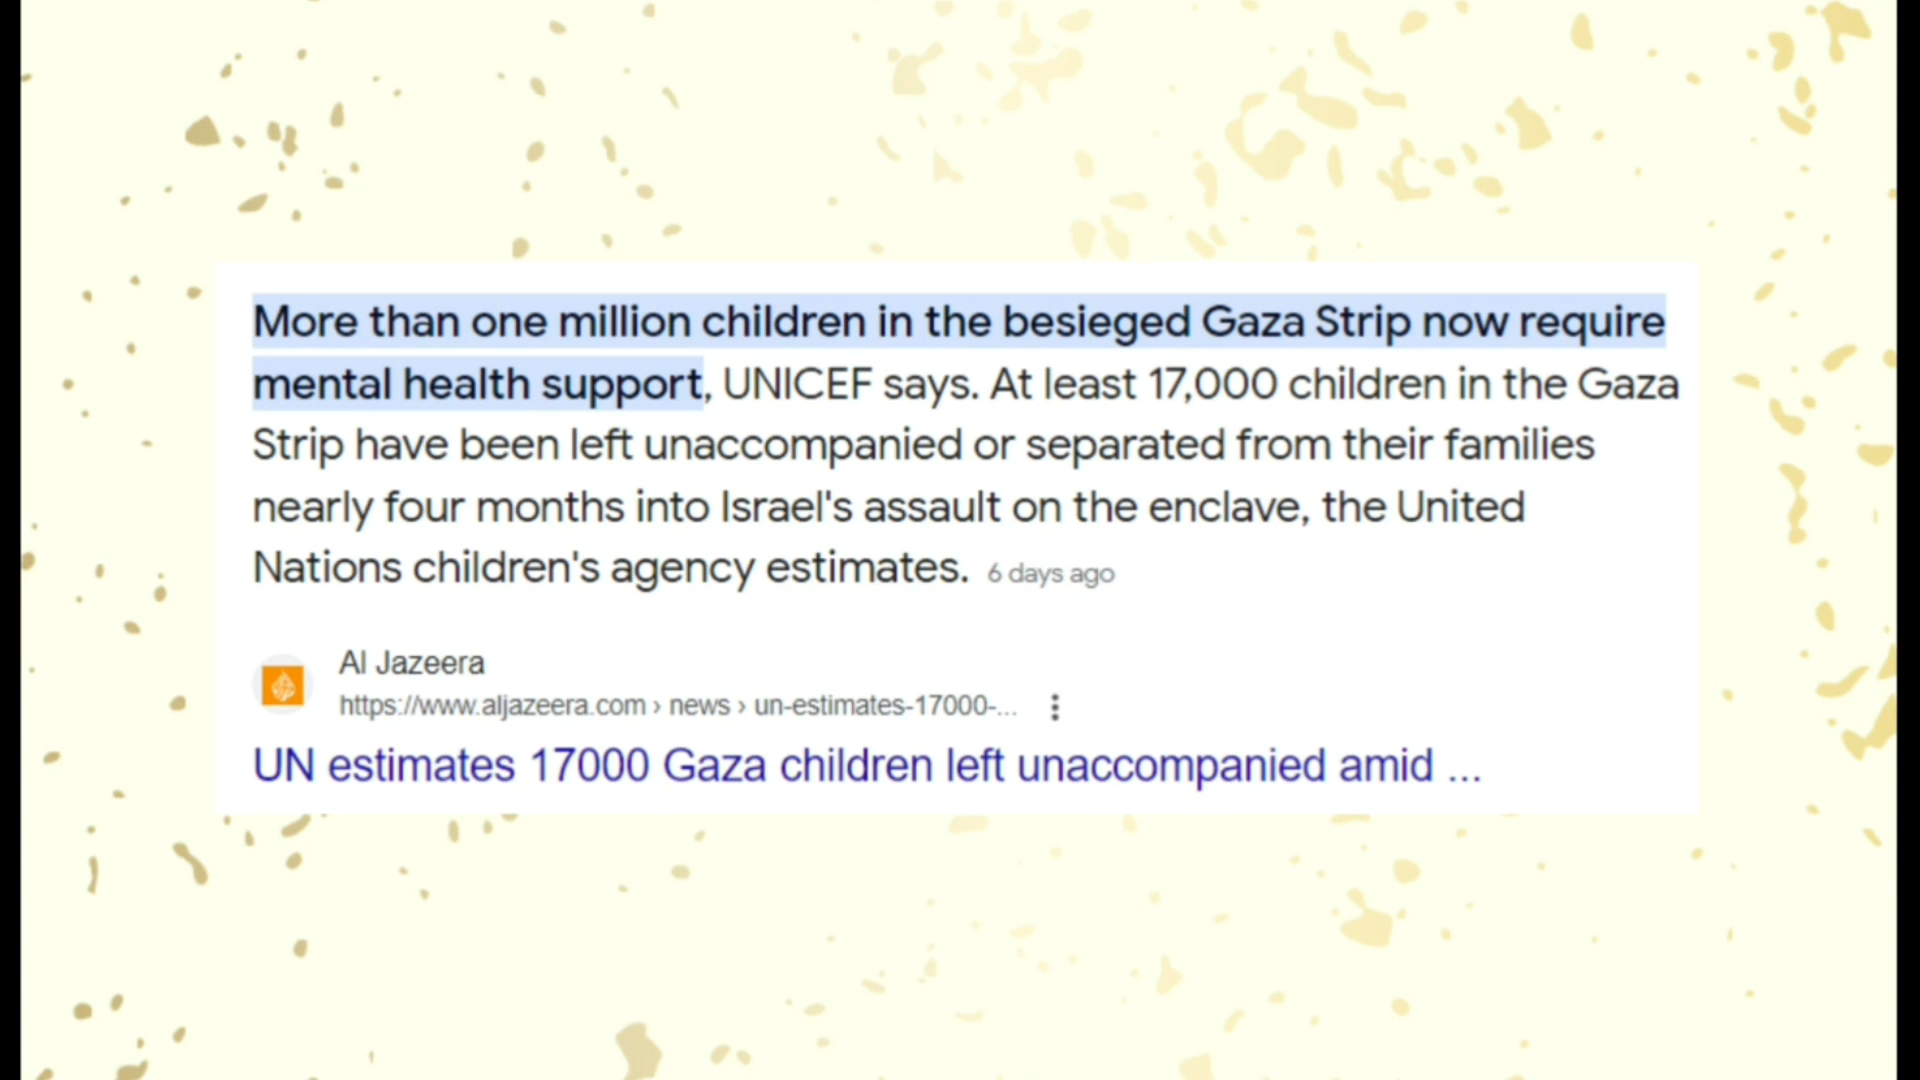 More than one million children in the besieged Gaza Strip now require
mental health support, UNICEF says. At least 17,000 children in the Gaza
Strip have been left unaccompanied or separated from their families
nearly four months into Israel's assault on the enclave, the United
Nations children's agency estimates. 6 days ago
Al Jazeera
https://www.aljazeera.com › news › un-estimates-17000-...
UN estimates 17000 Gaza children left unaccompanied amid ...